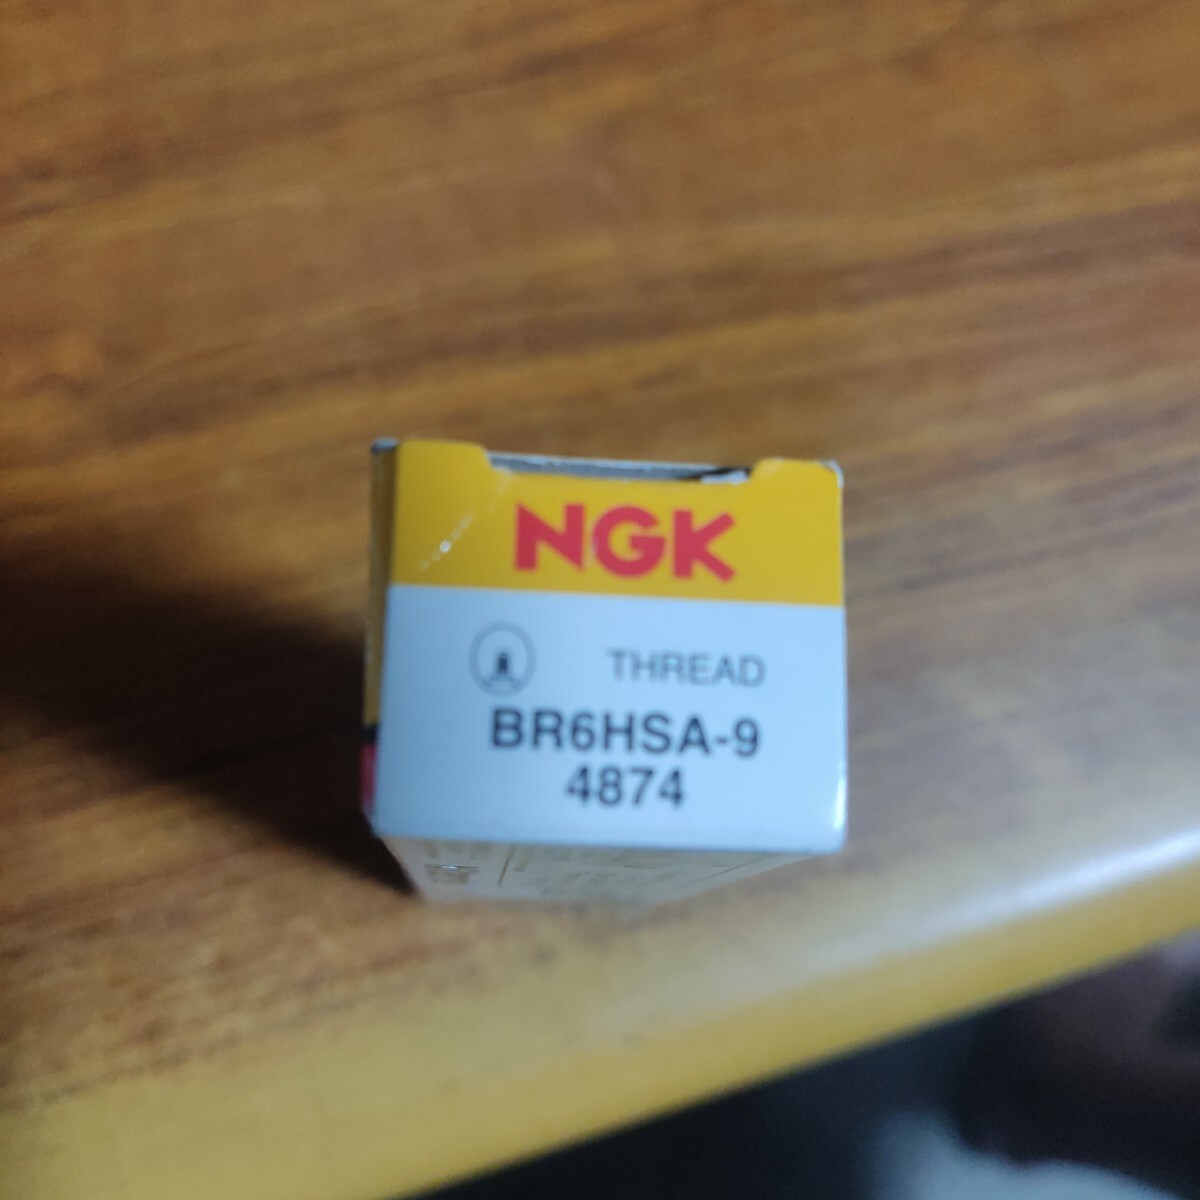 NGK
THREAD
BR6HSA-9
4874